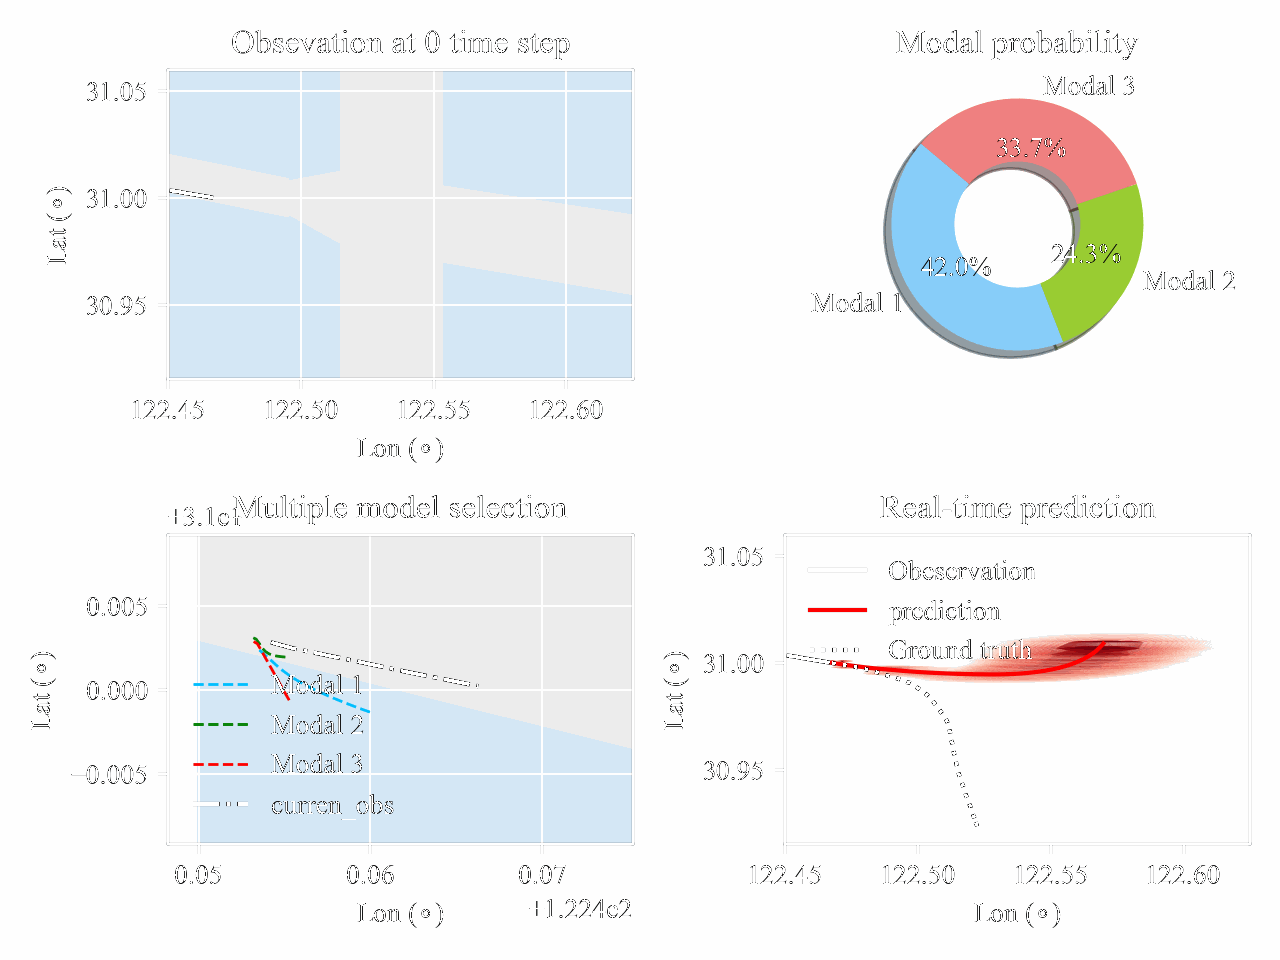 Obsevation at 0 time step
31.05
31.00
30.95
Lat (∘)
122.45 122.50 122.55 122.60
Lon (∘)
Modal probability
Modal 3
33.7%
24.3%
42.0%
Modal 2
Modal 1
+3.1e1
Multiple model selection
0.005
0.000
−0.005
Lat (∘)
Modal 1
Modal 2
Modal 3
curren_obs
0.05 0.06 0.07
Lon (∘)
+1.224e2
Real-time prediction
31.05
31.00
30.95
Lat (∘)
Obeservation
prediction
Ground truth
122.45 122.50 122.55 122.60
Lon (∘)